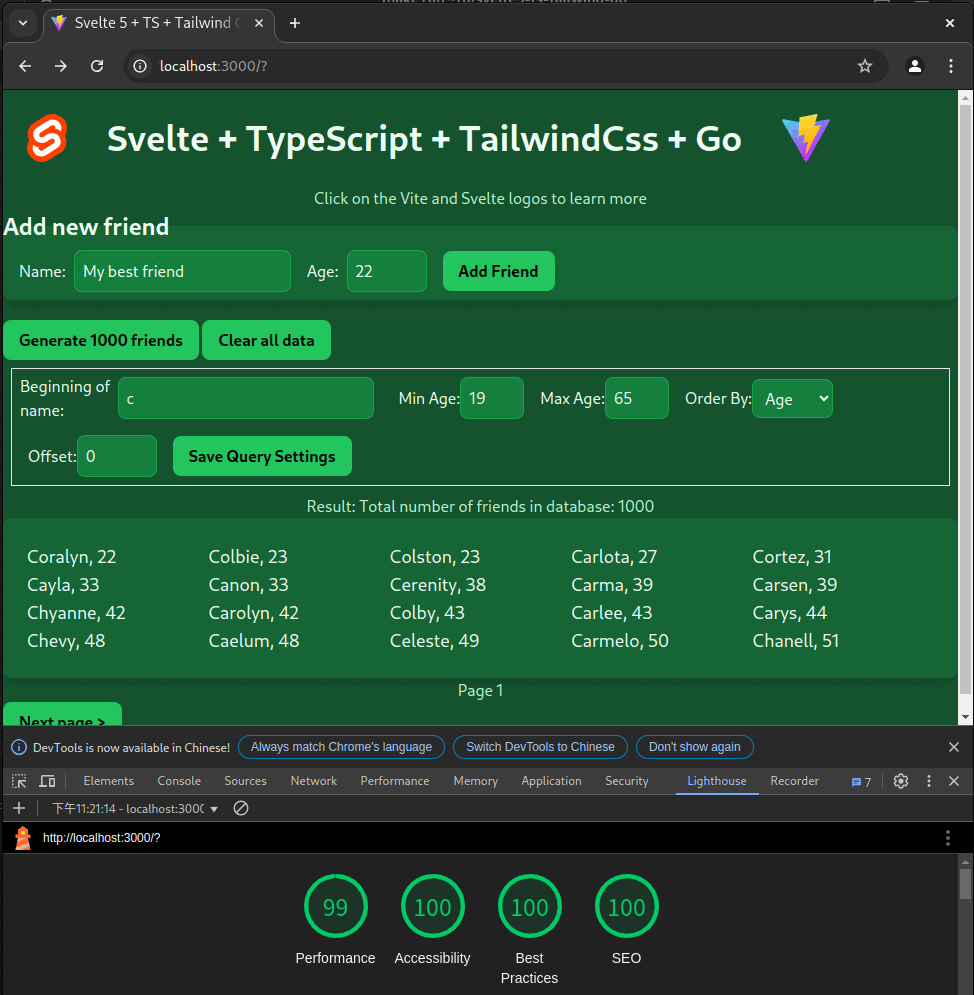 Svelte 5 + TS + Tailwind
localhost:3000/?
Svelte + TypeScript + TailwindCss + Go
Click on the Vite and Svelte logos to learn more
Add new friend
Name: My best friend Age: 22 Add Friend
Generate 1000 friends Clear all data
Beginning of name: c Min Age: 19 Max Age: 65 Order By: Age
Offset: 0 Save Query Settings
Result: Total number of friends in database: 1000
Coralyn, 22 Colbie, 23 Colston, 23 Carlota, 27 Cortez, 31
Cayla, 33 Canon, 33 Cerenity, 38 Carma, 39 Carsen, 39
Chyanne, 42 Carolyn, 42 Colby, 43 Carlee, 43 Carys, 44
Chevy, 48 Caelum, 48 Celeste, 49 Carmelo, 50 Chanell, 51
Page 1
Next page >
DevTools is now available in Chinese! Always match Chrome's language Switch DevTools to Chinese Don't show again
Elements Console Sources Network Performance Memory Application Security Lighthouse Recorder 7
下午11:21:14 - localhost:3000
http://localhost:3000/?
99 100 100 100
Performance Accessibility Best Practices SEO